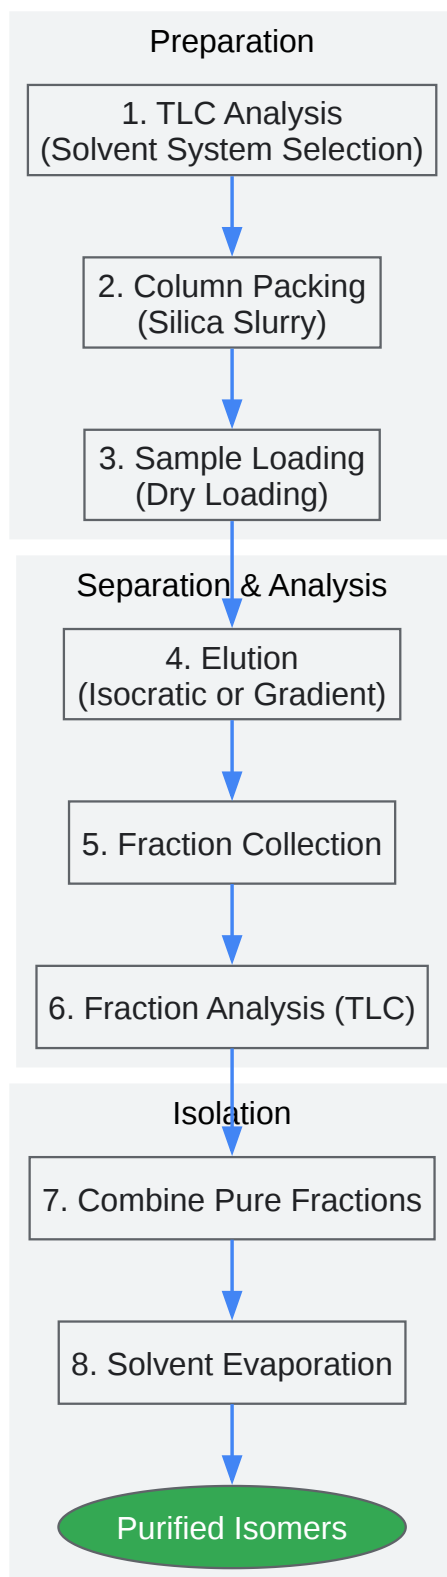 Preparation
1. TLC Analysis
(Solvent System Selection)
2. Column Packing
(Silica Slurry)
3. Sample Loading
(Dry Loading)
Separation & Analysis
4. Elution
(Isocratic or Gradient)
5. Fraction Collection
6. Fraction Analysis (TLC)
Isolation
7. Combine Pure Fractions
8. Solvent Evaporation
Purified Isomers